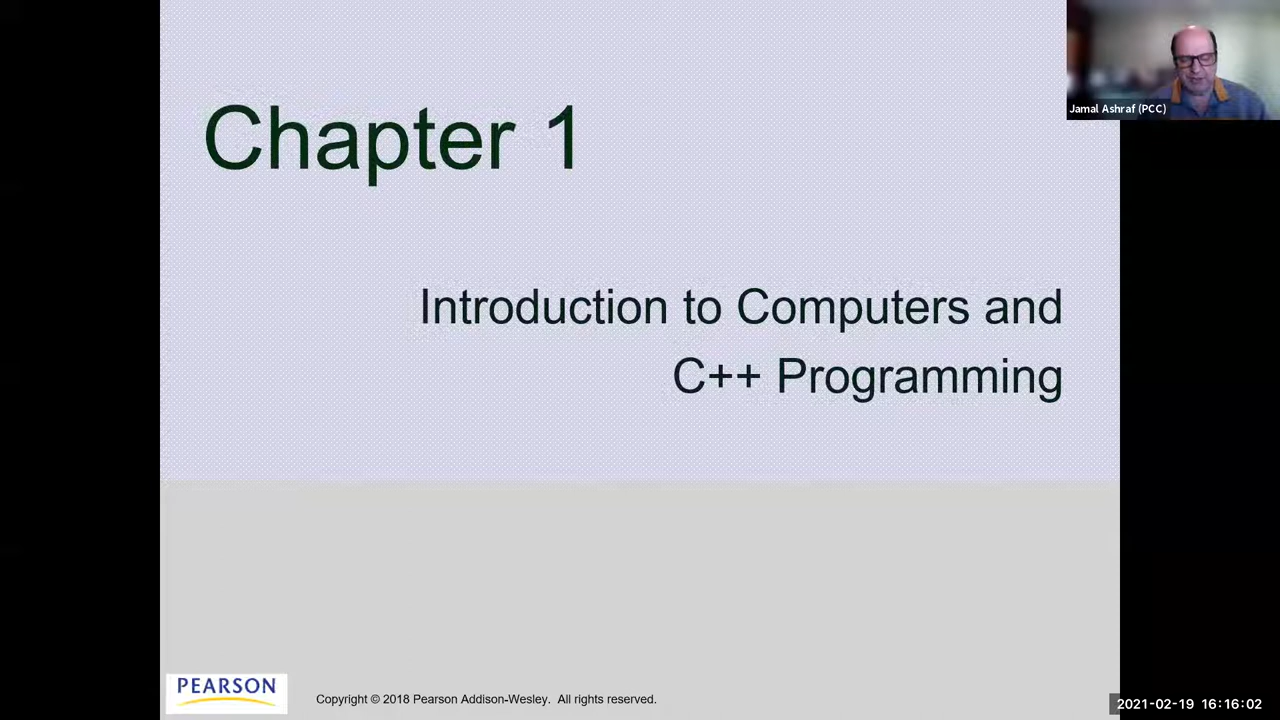 Chapter 1
Jamal Ashraf (PCC)
Introduction to Computers and
C++ Programming
PEARSON
Copyright © 2018 Pearson Addison-Wesley. All rights reserved.
2021-02-19 16:16:02